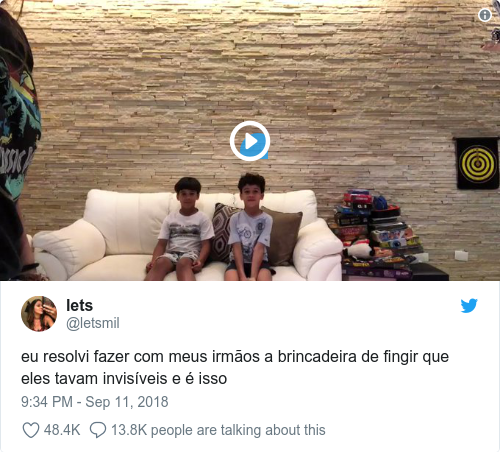 lets
@letsmil
eu resolvi fazer com meus irmãos a brincadeira de fingir que
eles tavam invisíveis e é isso
9:34 PM - Sep 11, 2018
48.4K 13.8K people are talking about this